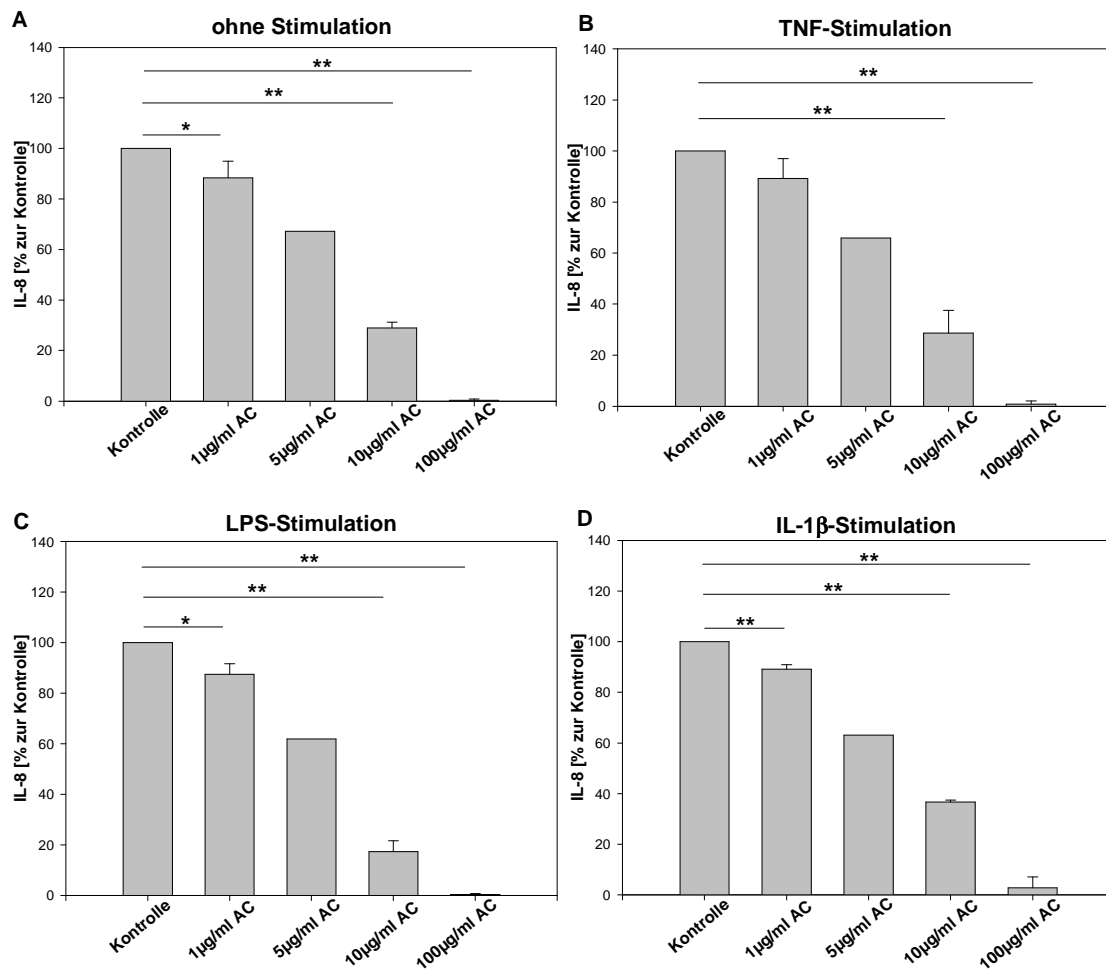 A
ohne Stimulation
IL-8 [% zur Kontrolle]
140
120
100
80
60
40
20
0
**
**
*
Kontrolle
1µg/ml AC
5µg/ml AC
10µg/ml AC
100µg/ml AC
B
TNF-Stimulation
IL-8 [% zur Kontrolle]
140
120
100
80
60
40
20
0
**
**
Kontrolle
1µg/ml AC
5µg/ml AC
10µg/ml AC
100µg/ml AC
C
LPS-Stimulation
IL-8 [% zur Kontrolle]
140
120
100
80
60
40
20
0
**
**
*
Kontrolle
1µg/ml AC
5µg/ml AC
10µg/ml AC
100µg/ml AC
D
IL-1β-Stimulation
IL-8 [% zur Kontrolle]
140
120
100
80
60
40
20
0
**
**
**
Kontrolle
1µg/ml AC
5µg/ml AC
10µg/ml AC
100µg/ml AC